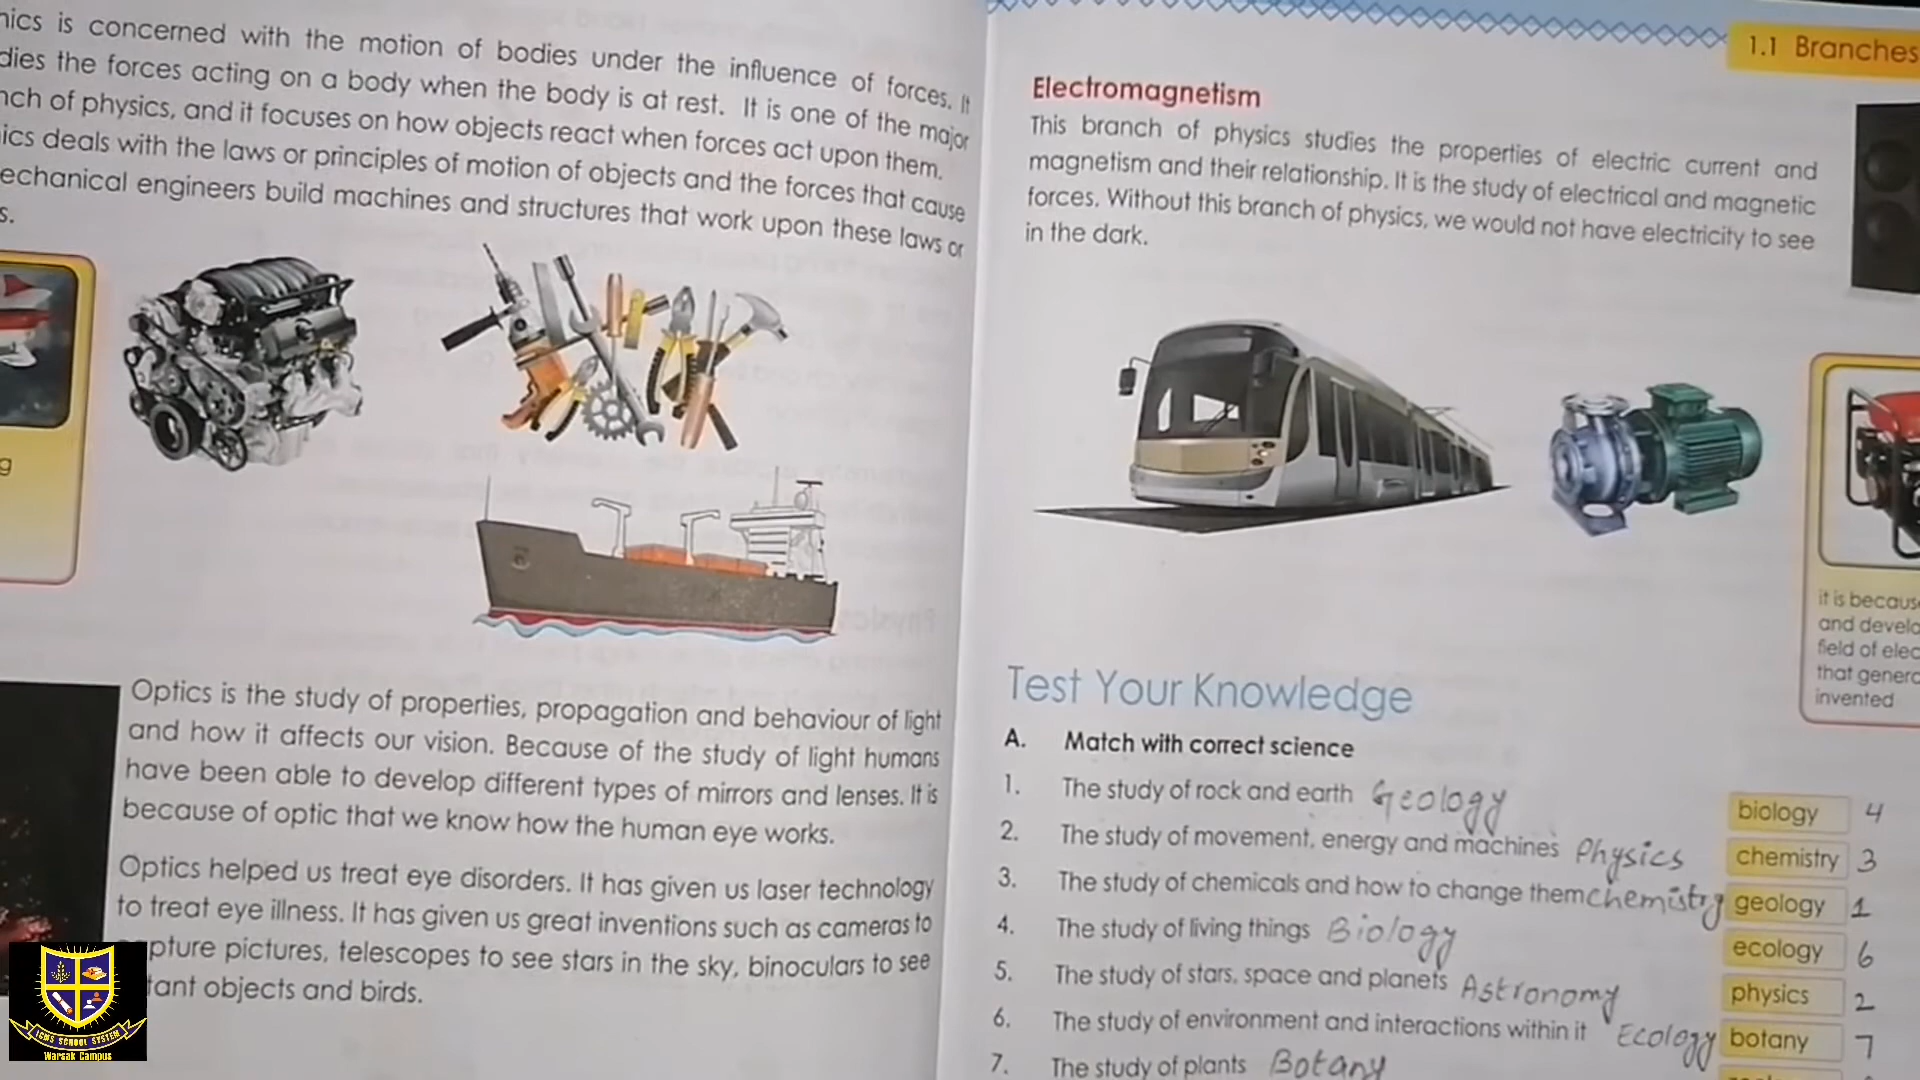 is concerned with the motion of bodies under the influence of forces. It
the forces acting on a body when the body is at rest. It is one of the major
of physics, and it focuses on how objects react when forces act upon them.
deals with the laws or principles of motion of objects and the forces that cause
engineers build machines and structures that work upon these laws or
Optics is the study of properties, propagation and behaviour of light
and how it affects our vision. Because of the study of light humans
have been able to develop different types of mirrors and lenses. It is
because of optic that we know how the human eye works.
Optics helped us treat eye disorders. It has given us laser technology
to treat eye illness. It has given us great inventions such as cameras to
pictures, telescopes to see stars in the sky, binoculars to see
objects and birds.
ICMS SCHOOL SYSTEM
Warsak Campus
1.1 Branches
Electromagnetism
This branch of physics studies the properties of electric current and
magnetism and their relationship. It is the study of electrical and magnetic
forces. Without this branch of physics, we would not have electricity to see
in the dark.
it is
and
field of
that
invented
Test Your Knowledge
A. Match with correct science
1. The study of rock and earth Geology
biology 4
2. The study of movement, energy and machines Physics
chemistry 3
3. The study of chemicals and how to change them chemistry
geology 1
4. The study of living things Biology
ecology 6
5. The study of stars, space and planets Astronomy
physics 2
6. The study of environment and interactions within it Ecology
botany 7
7. The study of plants Botany